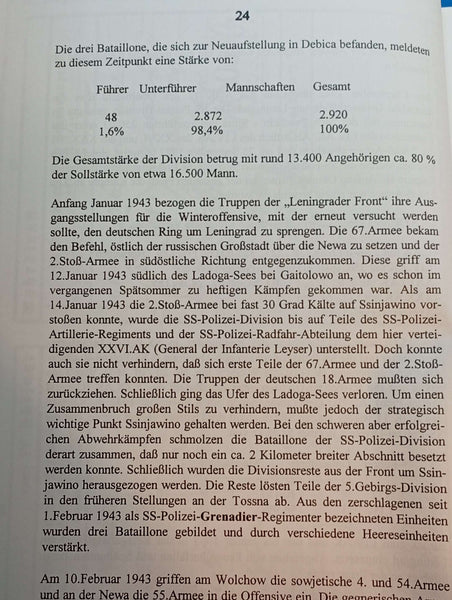 24
Die drei Bataillone, die sich zur Neuaufstellung in Debica befanden, meldeten
zu diesem Zeitpunkt eine Stärke von:
Führer Unterführer Mannschaften Gesamt
48 2.872 2.920
1,6% 98,4% 100%
Die Gesamtstärke der Division betrug mit rund 13.400 Angehörigen ca. 80 %
der Sollstärke von etwa 16.500 Mann.
Anfang Januar 1943 bezogen die Truppen der „Leningrader Front“ ihre Aus-
gangsstellungen für die Winteroffensive, mit der erneut versucht werden
sollte, den deutschen Ring um Leningrad zu sprengen. Die 67.Armee bekam
den Befehl, östlich der russischen Großstadt über die Newa zu setzen und der
2.Stoß-Armee in südöstliche Richtung entgegenzukommen. Diese griff am
12.Januar 1943 südlich des Ladoga-Sees bei Gaitolowo an, wo es schon im
vergangenen Spätsommer zu heftigen Kämpfen gekommen war. Als am
14.Januar 1943 die 2.Stoß-Armee bei fast 30 Grad Kälte auf Ssinjawino vor-
stoßen konnte, wurde die SS-Polizei-Division bis auf Teile des SS-Polizei-
Artillerie-Regiments und der SS-Polizei-Radfahr-Abteilung dem hier vertei-
digenden XXVI.AK (General der Infanterie Leyser) unterstellt. Doch konnte
auch sie nicht verhindern, daß sich erste Teile der 67.Armee und der 2.Stoß-
Armee treffen konnten. Die Truppen der deutschen 18.Armee mußten sich
zurückziehen. Schließlich ging das Ufer des Ladoga-Sees verloren. Um einen
Zusammenbruch großen Stils zu verhindern, mußte jedoch der strategisch
wichtige Punkt Ssinjawino gehalten werden. Bei den schweren aber erfolgrei-
chen Abwehrkämpfen schmolzen die Bataillone der SS-Polizei-Division
derart zusammen, daß nur noch ein ca. 2 Kilometer breiter Abschnitt besetzt
werden konnte. Schließlich wurden die Divisionsreste aus der Front um Ssin-
jawino herausgezogen werden. Die Reste lösten Teile der 5.Gebirgs-Division
in den früheren Stellungen an der Tossna ab. Aus den zerschlagenen seit
1.Februar 1943 als SS-Polizei-Grenadier-Regimenter bezeichneten Einheiten
wurden drei Bataillone gebildet und durch verschiedene Heereseinheiten
verstärkt.
Am 10.Februar 1943 griffen am Wolchow die sowjetische 4. und 54.Armee
und an der Newa die 55.Armee in die Offensive ein. Die gegnerischen